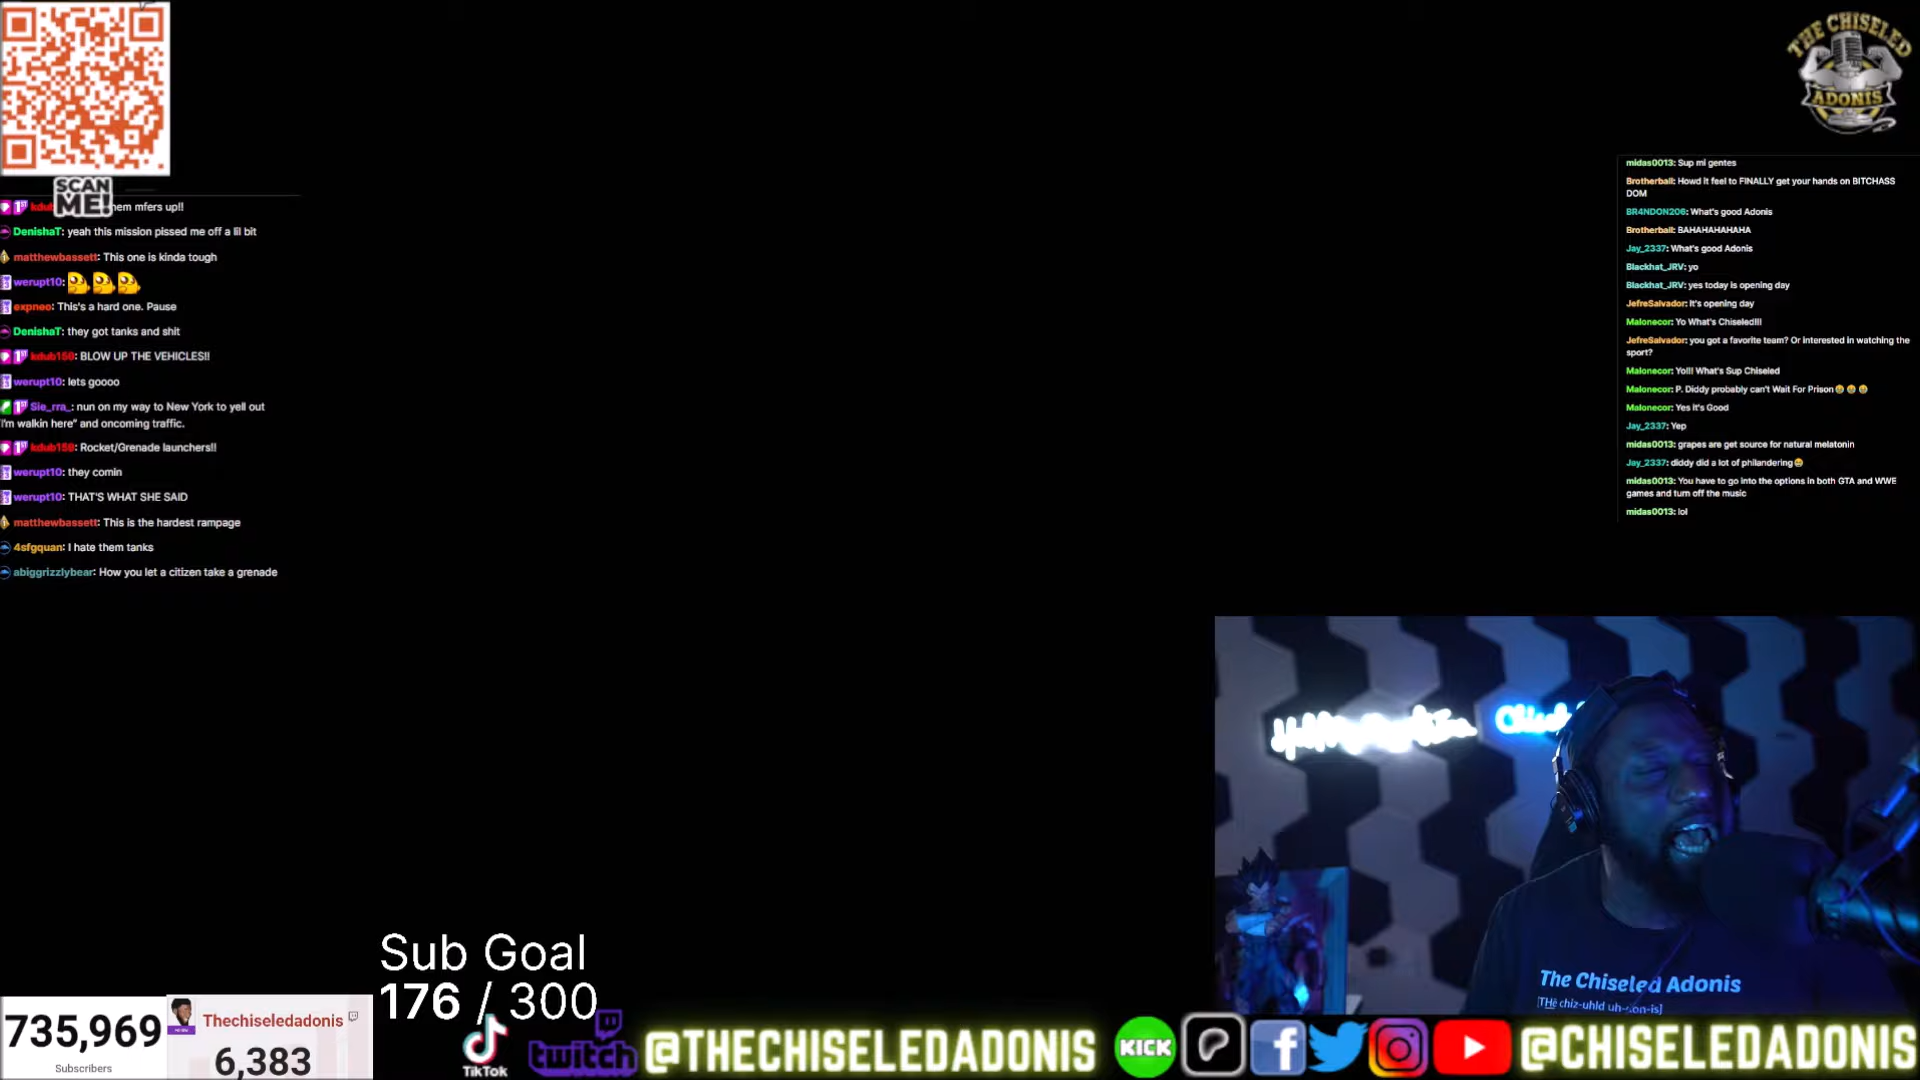 SCAN
ME!
hem mfers up!!
DenishaT: yeah this mission pissed me off a lil bit
matthewbassett: This one is kinda tough
werupt10:
expneo: This's a hard one. Pause
DenishaT: they got tanks and shit
kdub159: BLOW UP THE VEHICLES!!
werupt10: lets goooo
Sie_rra_: nun on my way to New York to yell out
I'm walkin here" and oncoming traffic.
kdub159: Rocket/Grenade launchers!!
werupt10: they comin
werupt10: THAT'S WHAT SHE SAID
matthewbassett: This is the hardest rampage
4sfgquan: I hate them tanks
abiggrizzlybear: How you let a citizen take a grenade
THE CHISELED
ADONIS
midas0013: Sup mi gentes
Brotherball: Howd it feel to FINALLY get your hands on BITCHASS
DOM
BR4NDON206: What's good Adonis
Brotherball: BAHAHAHAHAHA
Jay_2337: What's good Adonis
Blackhat_JRV: yo
Blackhat_JRV: yes today is opening day
JefreSalvador: It's opening day
Malonecor: Yo What's Chiseled!!!
JefreSalvador: you got a favorite team? Or interested in watching the
sport?
Malonecor: Yo!!! What's Sup Chiseled
Malonecor: P. Diddy probably can't Wait For Prison
Malonecor: Yes It's Good
Jay_2337: Yep
midas0013: grapes are get source for natural melatonin
Jay_2337: diddy did a lot of philandering
midas0013: You have to go into the options in both GTA and WWE
games and turn off the music
midas0013: lol
The Chiseled Adonis
[THē chiz-uhld uh-.on-is]
Sub Goal
176 / 300
735,969
Subscribers
Thechiseledadonis
6,383
TikTok
twitch
@THECHISELEDADONIS
KICK
@CHISELEDADONIS